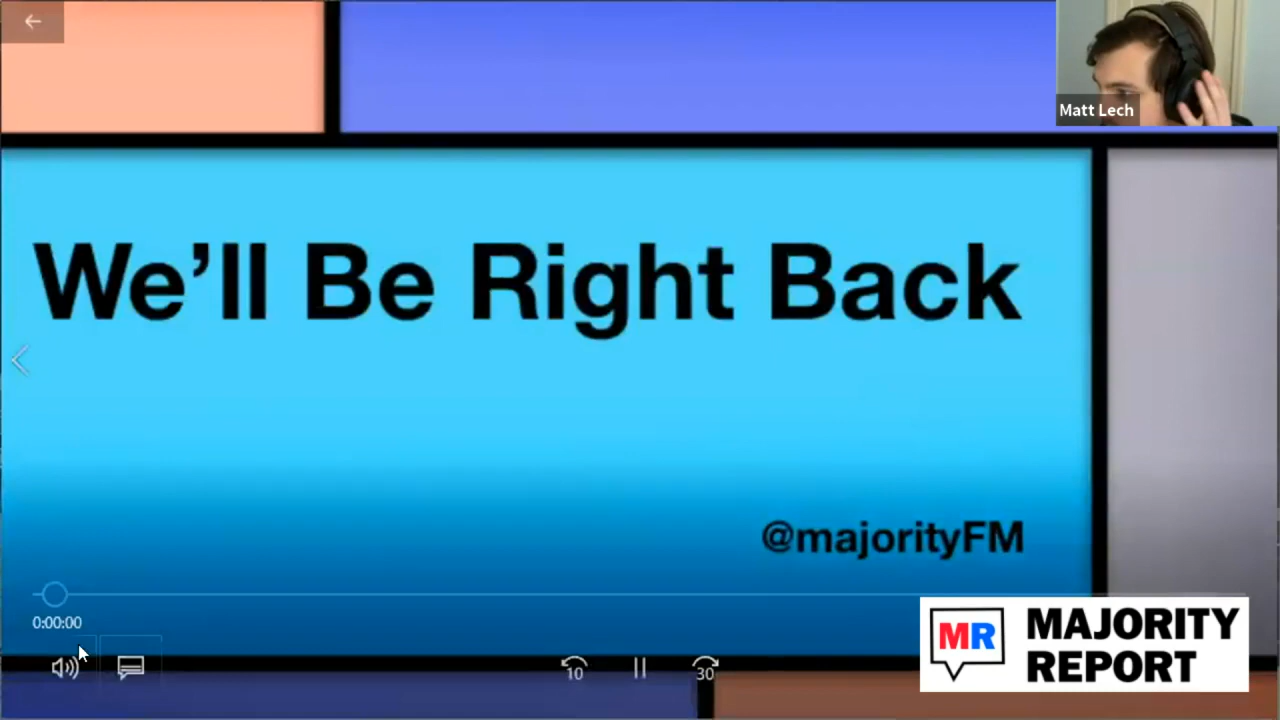 Matt Lech
We'll Be Right Back
@majorityFM
0:00:00
10
30
MR
MAJORITY
REPORT